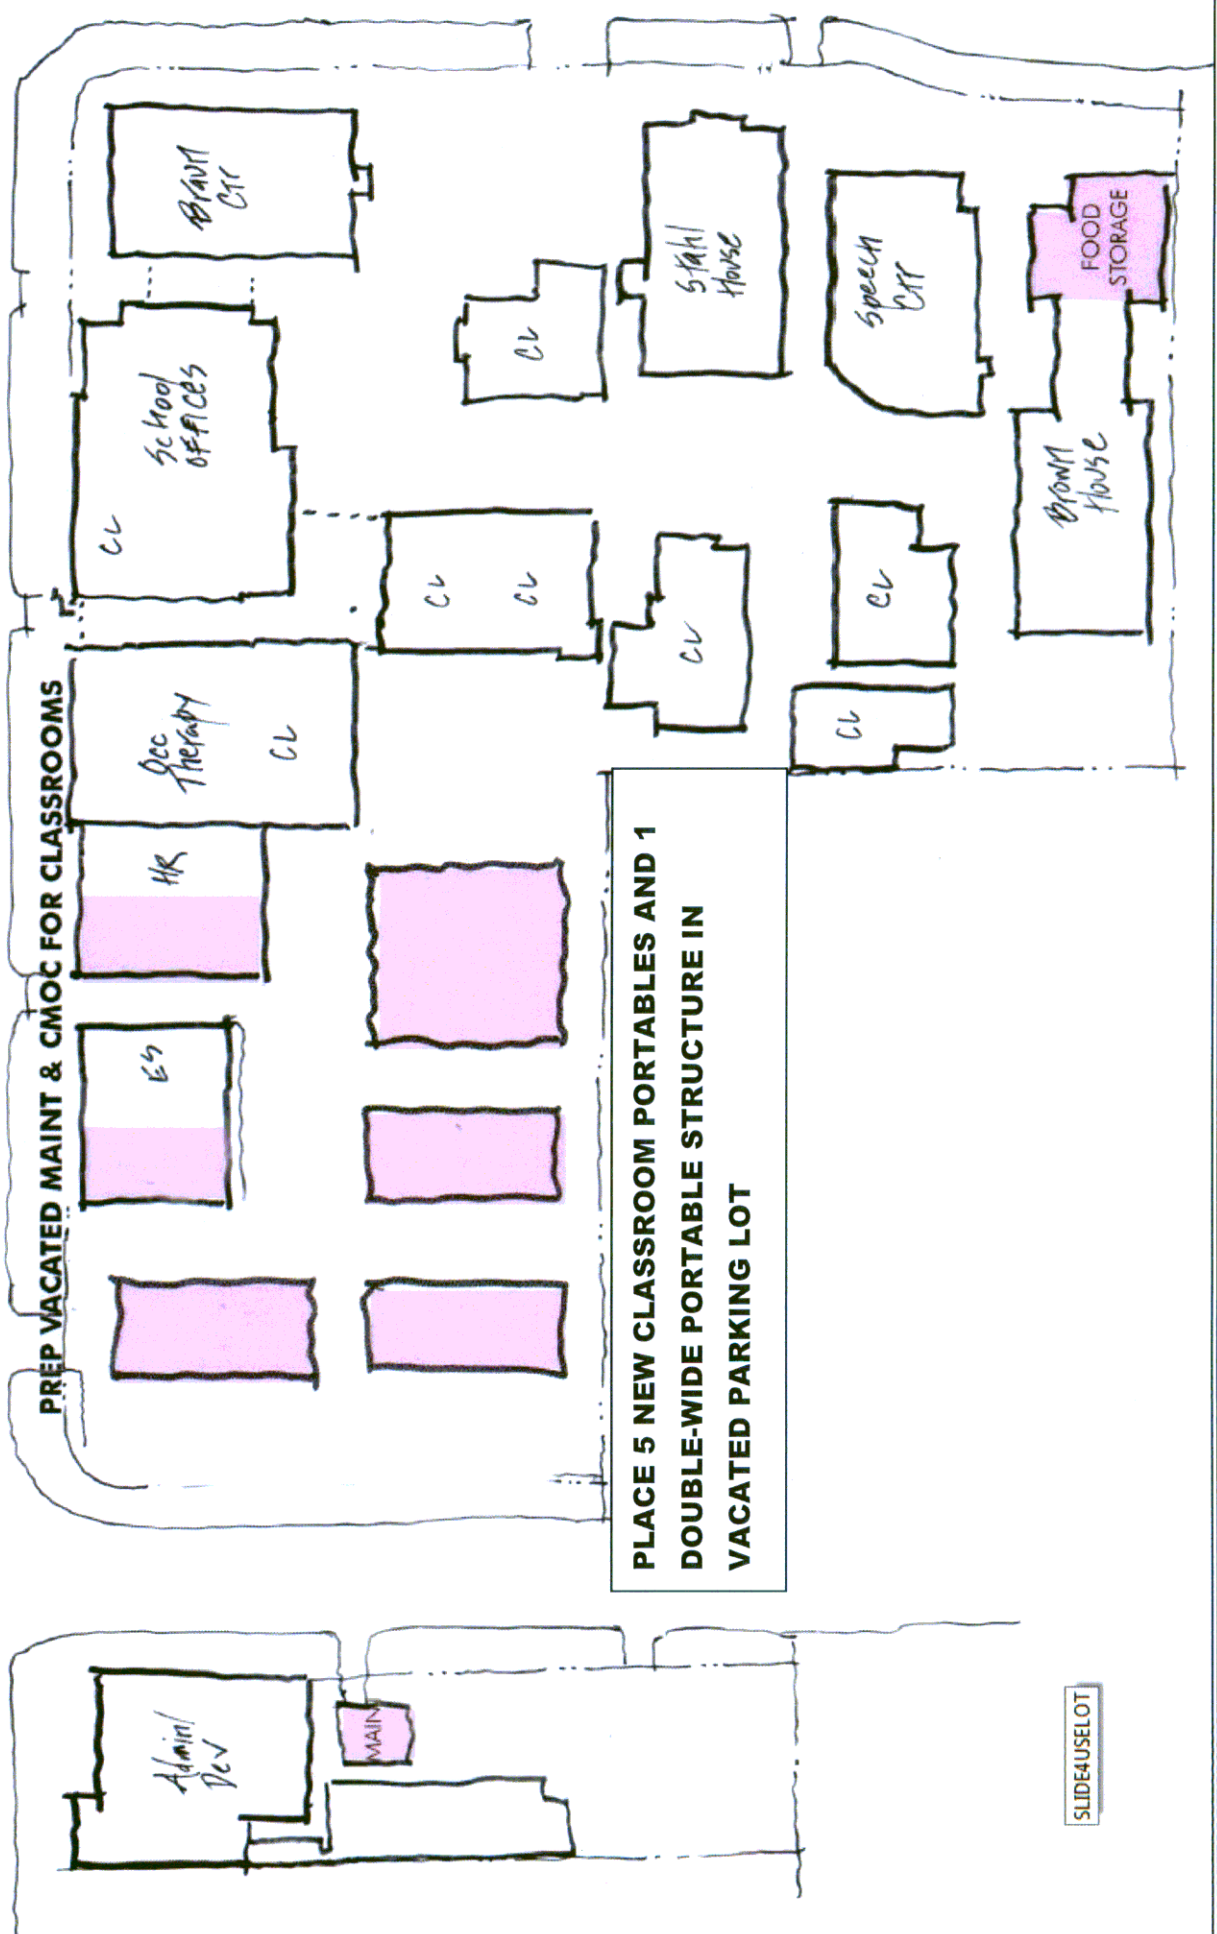 PREP VACATED MAINT & CMOC FOR CLASSROOMS
Admin/
Dev
MAIN
ES
HR
Occ
Therapy
CL
CL
School
OFFICES
Brawn
Ctr
CL
CL
CL
CL
Stahl
House
CL
CL
Speech
Ctr
Brown
House
FOOD
STORAGE
PLACE 5 NEW CLASSROOM PORTABLES AND 1
DOUBLE-WIDE PORTABLE STRUCTURE IN
VACATED PARKING LOT
SLIDE4USELOT